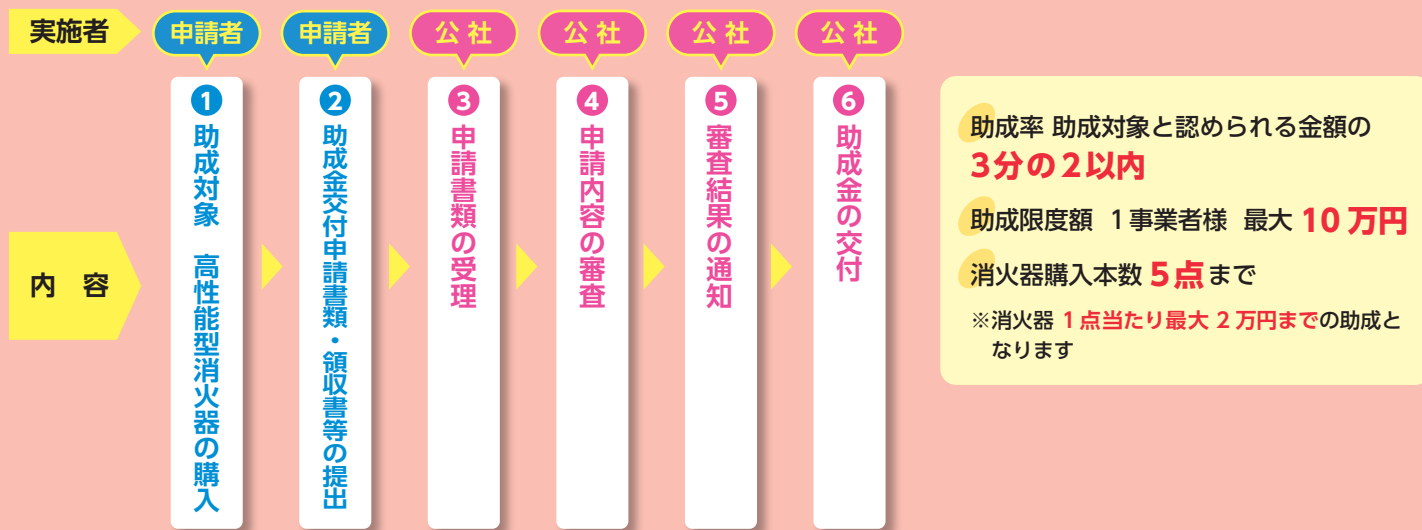 実施者
申請者
申請者
公 社
公 社
公 社
公 社
内 容
1
助成対象 高性能型消火器の購入
2
助成金交付申請書類・領収書等の提出
3
申請書類の受理
4
申請内容の審査
5
審査結果の通知
6
助成金の交付
助成率 助成対象と認められる金額の
3分の2以内
助成限度額 1事業者様 最大 10 万円
消火器購入本数 5点まで
※消火器 1点当たり最大 2万円までの助成と
なります